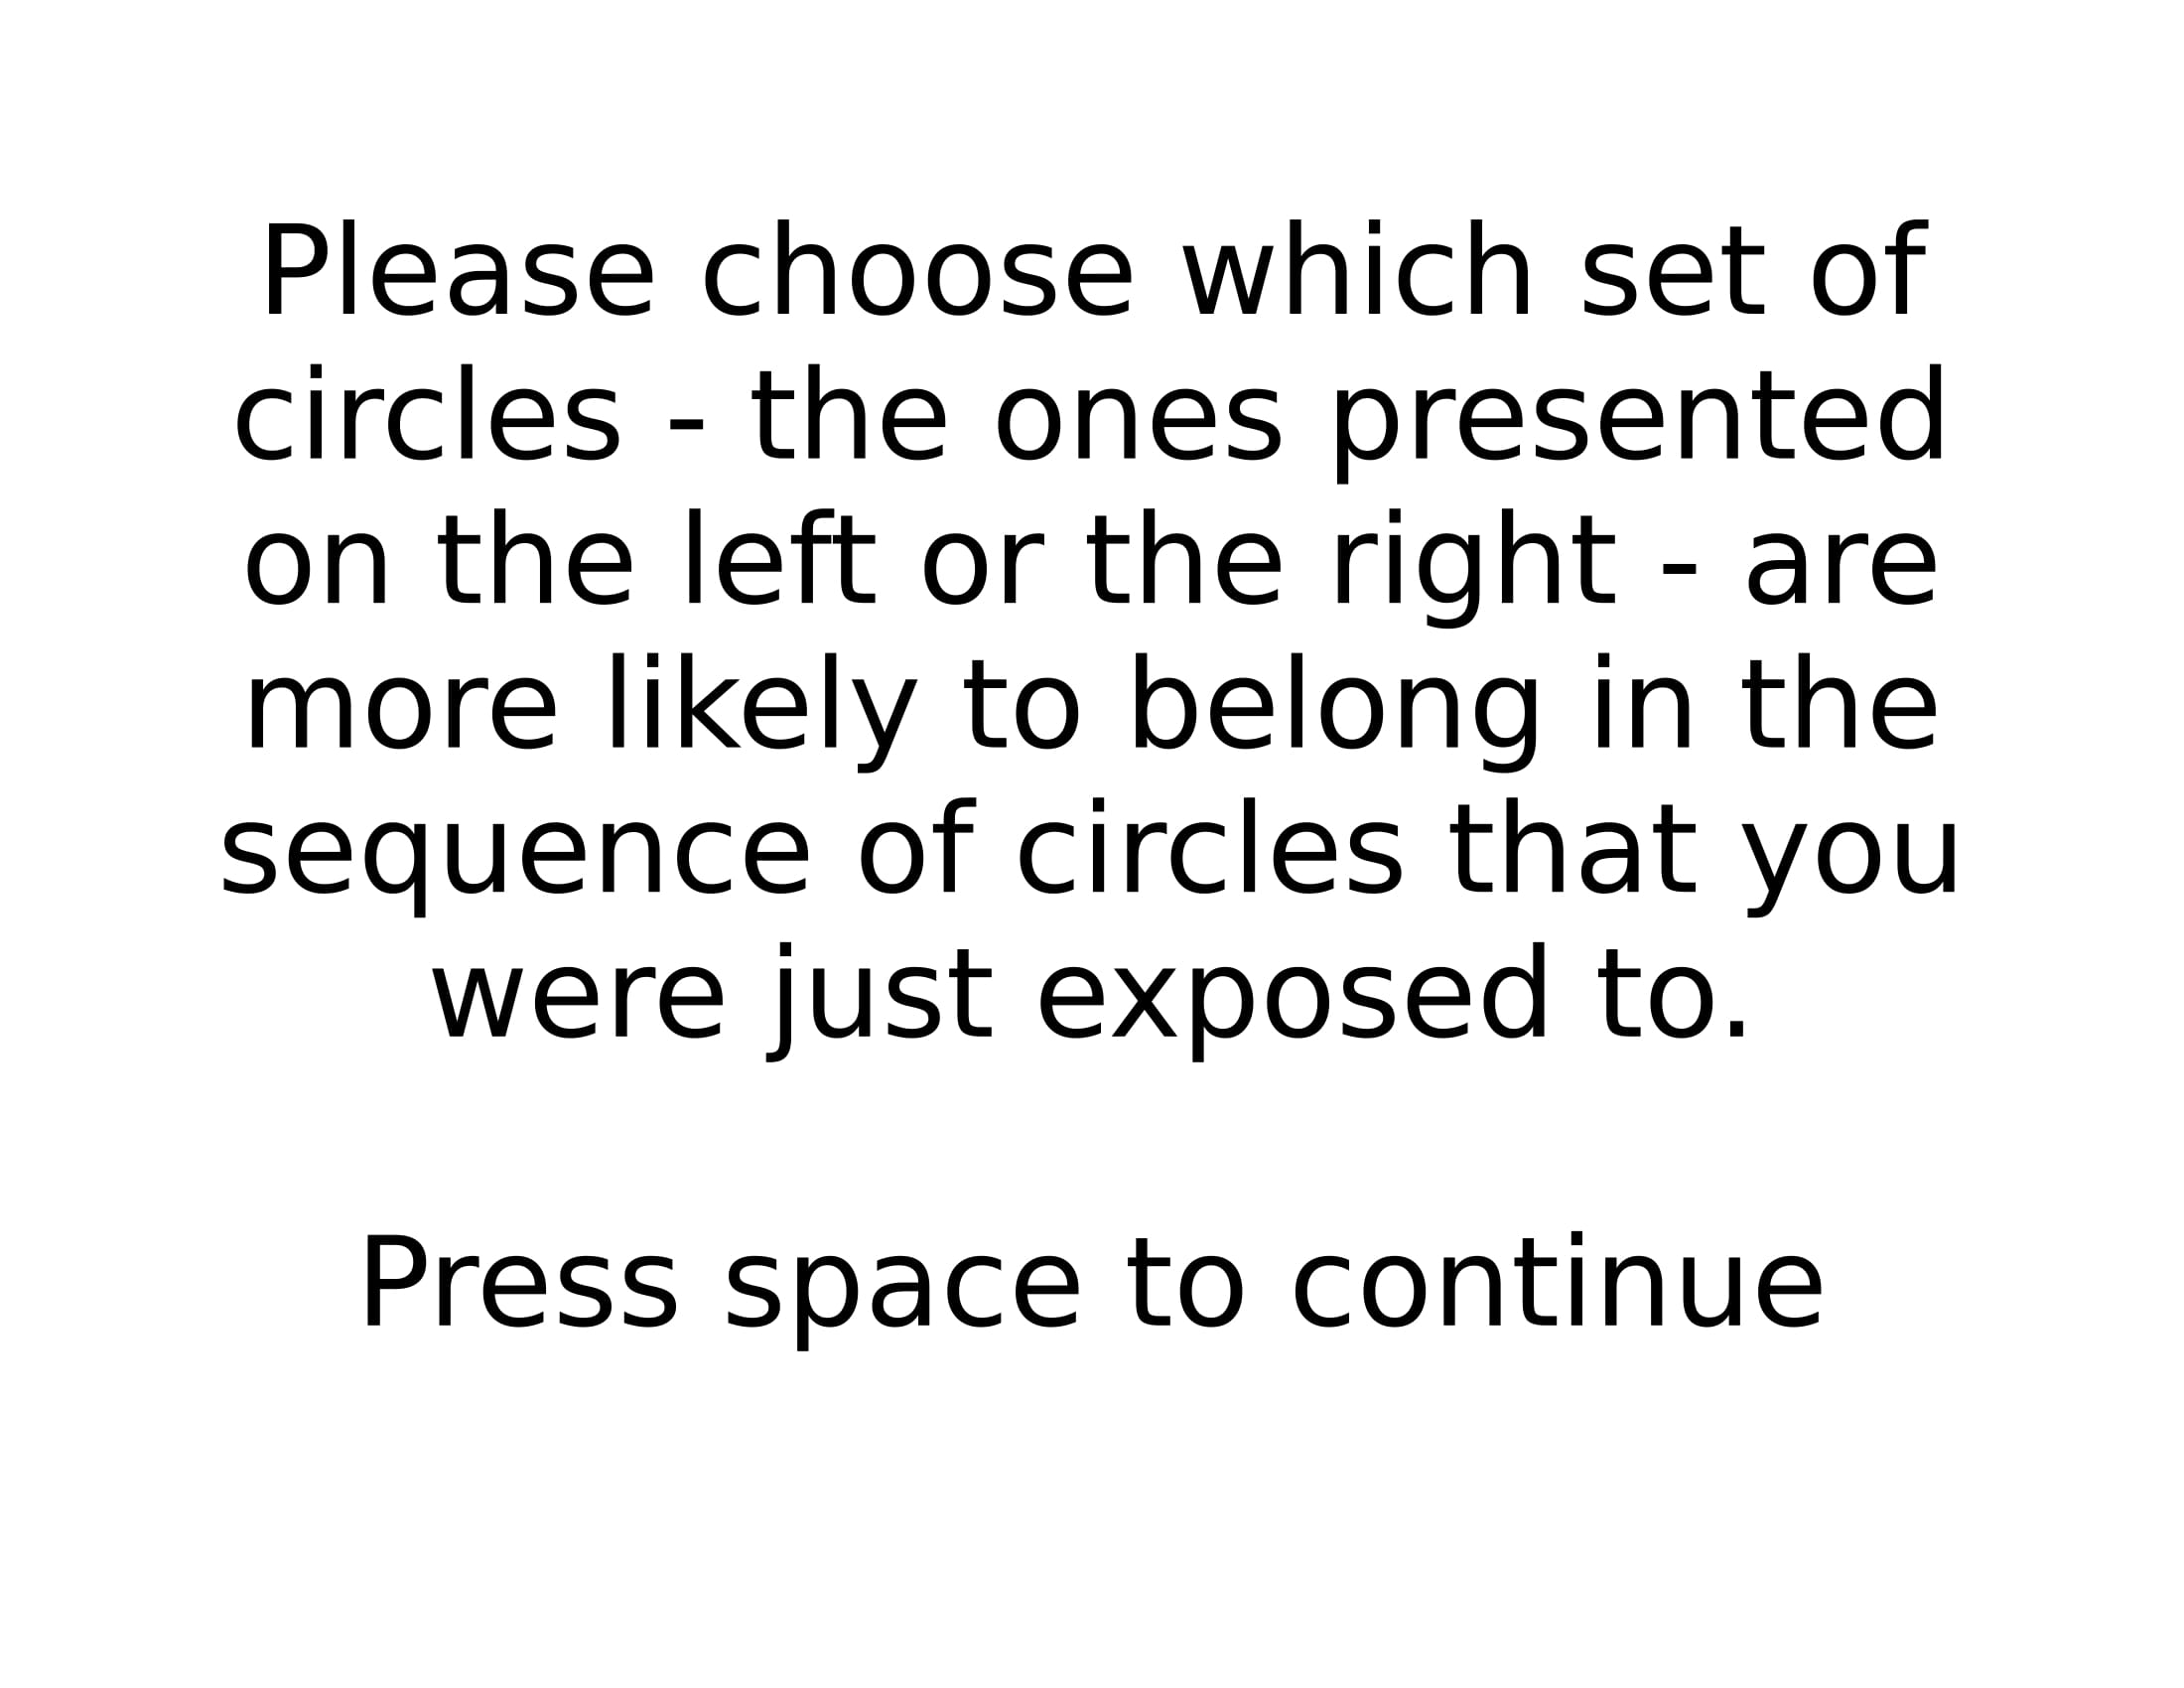 Please choose which set of
circles - the ones presented
on the left or the right - are
more likely to belong in the
sequence of circles that you
were just exposed to.
Press space to continue